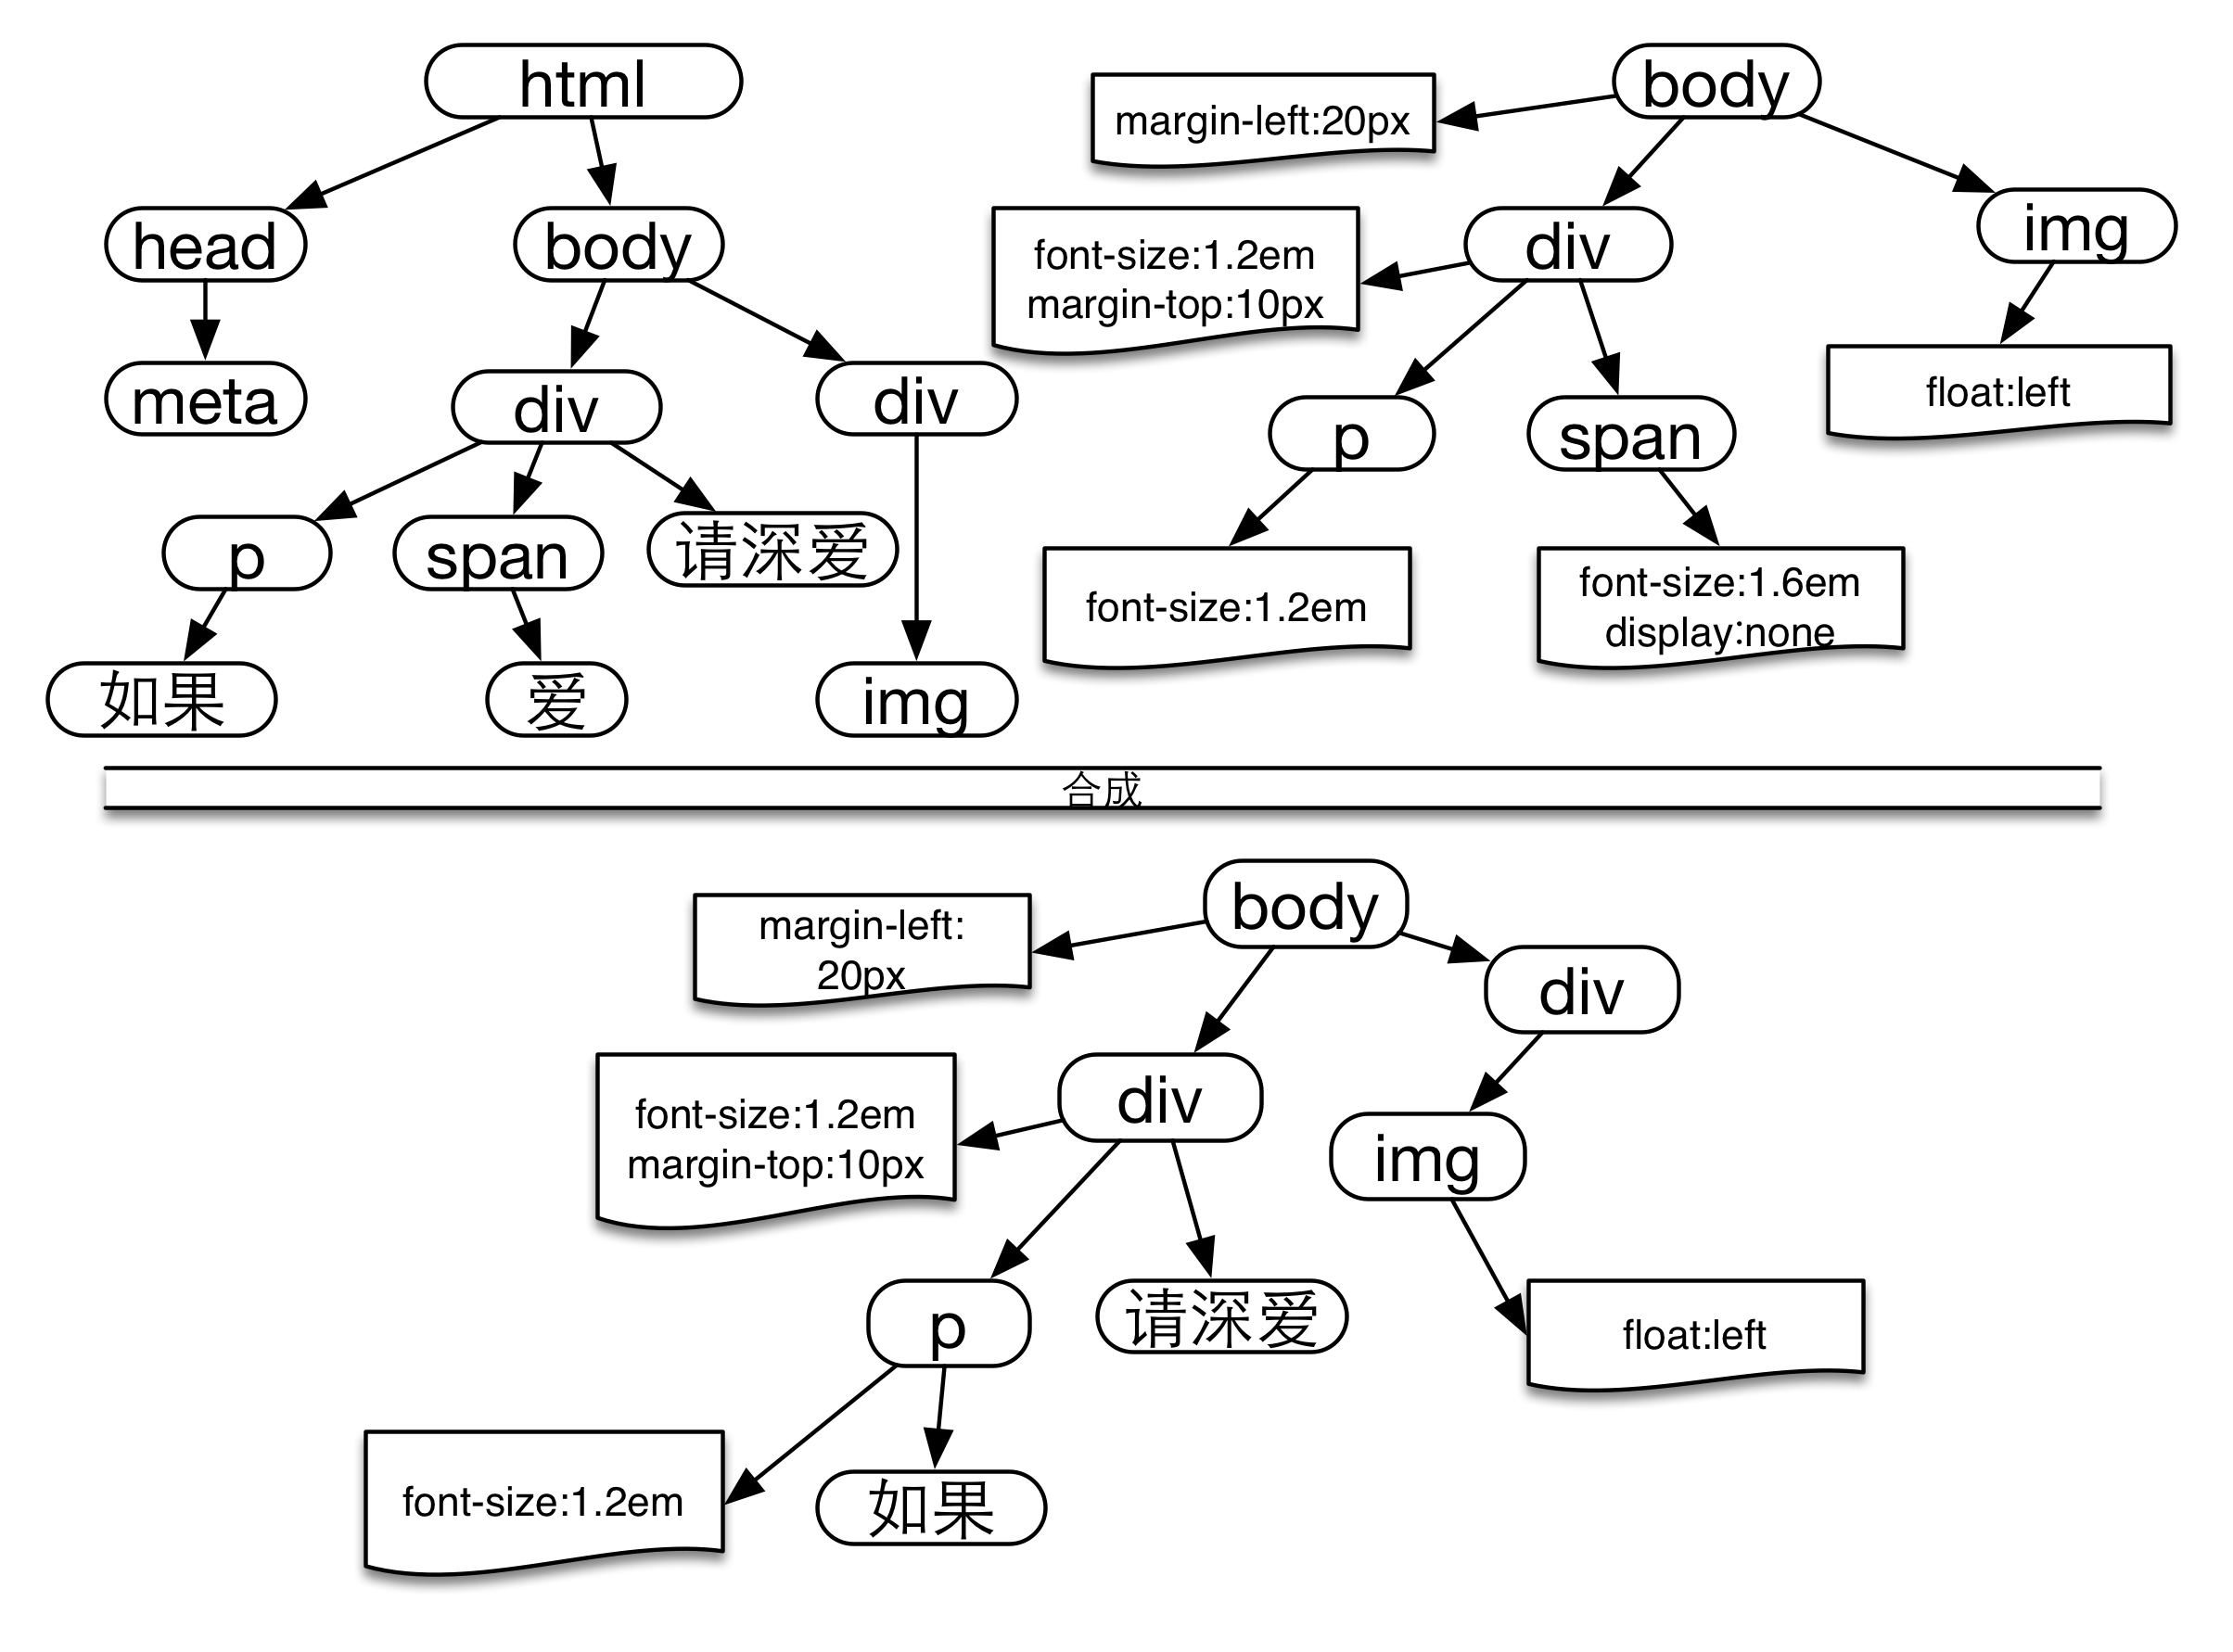 html
head
body
meta
div
div
p
span
请深爱
如果
爱
img
body
margin-left:20px
div
img
font-size:1.2em
margin-top:10px
p
span
float:left
font-size:1.2em
font-size:1.6em
display:none
合成
body
margin-left:
20px
div
div
font-size:1.2em
margin-top:10px
img
p
请深爱
float:left
font-size:1.2em
如果